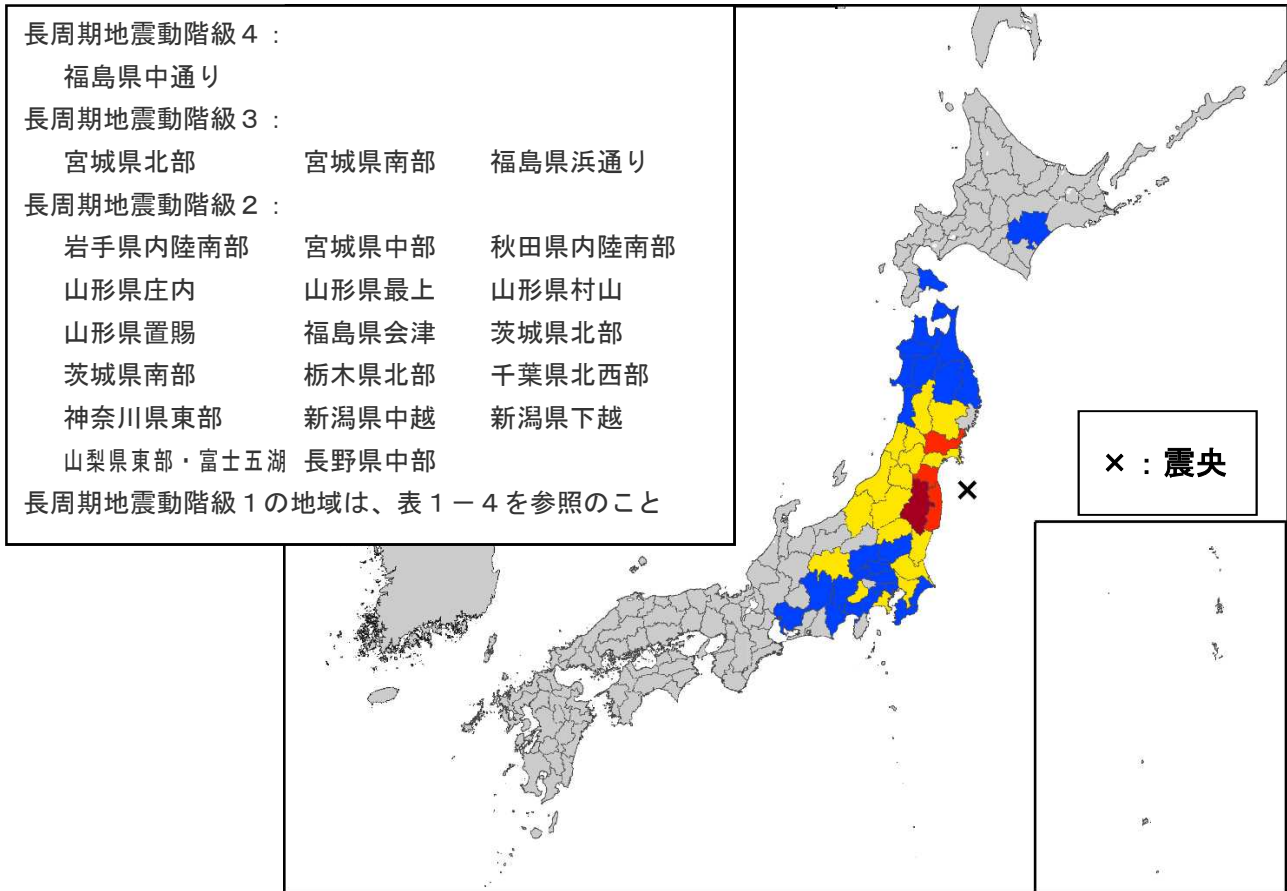 長周期地震動階級４：
福島県中通り
長周期地震動階級３：
宮城県北部 宮城県南部 福島県浜通り
長周期地震動階級２：
岩手県内陸南部 宮城県中部 秋田県内陸南部
山形県庄内 山形県最上 山形県村山
山形県置賜 福島県会津 茨城県北部
茨城県南部 栃木県北部 千葉県北西部
神奈川県東部 新潟県中越 新潟県下越
山梨県東部・富士五湖 長野県中部
長周期地震動階級１の地域は、表１－４を参照のこと
×：震央